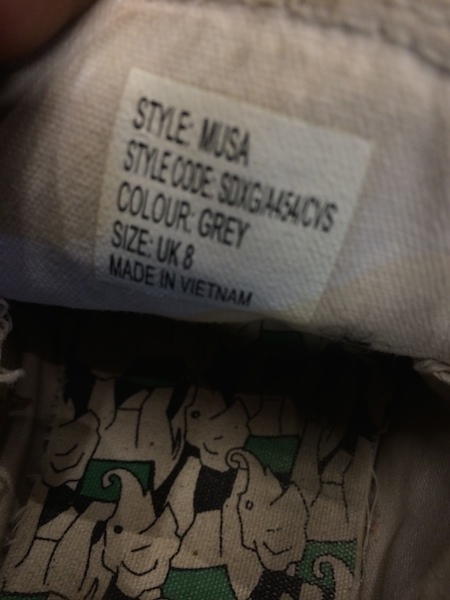 STYLE: MUSA
STYLE CODE: SDXG/A454/CVS
COLOUR: GREY
SIZE: UK 8
MADE IN VIETNAM